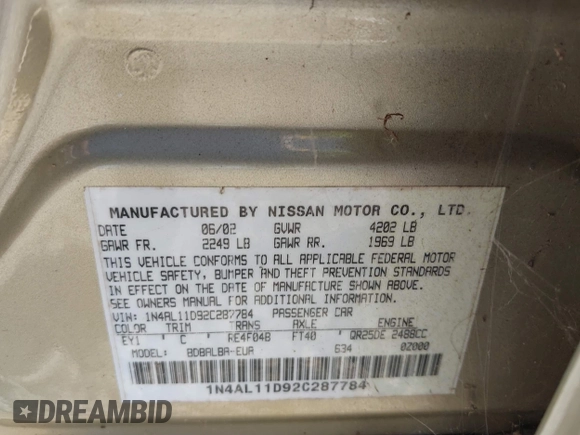 MANUFACTURED BY NISSAN MOTOR CO., LTD.
DATE 06/02 GVWR 4202 LB
GAWR FR. 2249 LB GAWR RR. 1969 LB
THIS VEHICLE CONFORMS TO ALL APPLICABLE FEDERAL MOTOR
VEHICLE SAFETY, BUMPER AND THEFT PREVENTION STANDARDS
IN EFFECT ON THE DATE OF MANUFACTURE SHOWN ABOVE.
SEE OWNERS MANUAL FOR ADDITIONAL INFORMATION.
VIN: 1N4AL11D92C287784 PASSENGER CAR
COLOR TRIM TRANS AXLE ENGINE
EY1 C RE4F04B FT40 QR25DE 2488CC
MODEL: BDBALBA-EUA 634 02000
1N4AL11D92C287784
DREAMBID